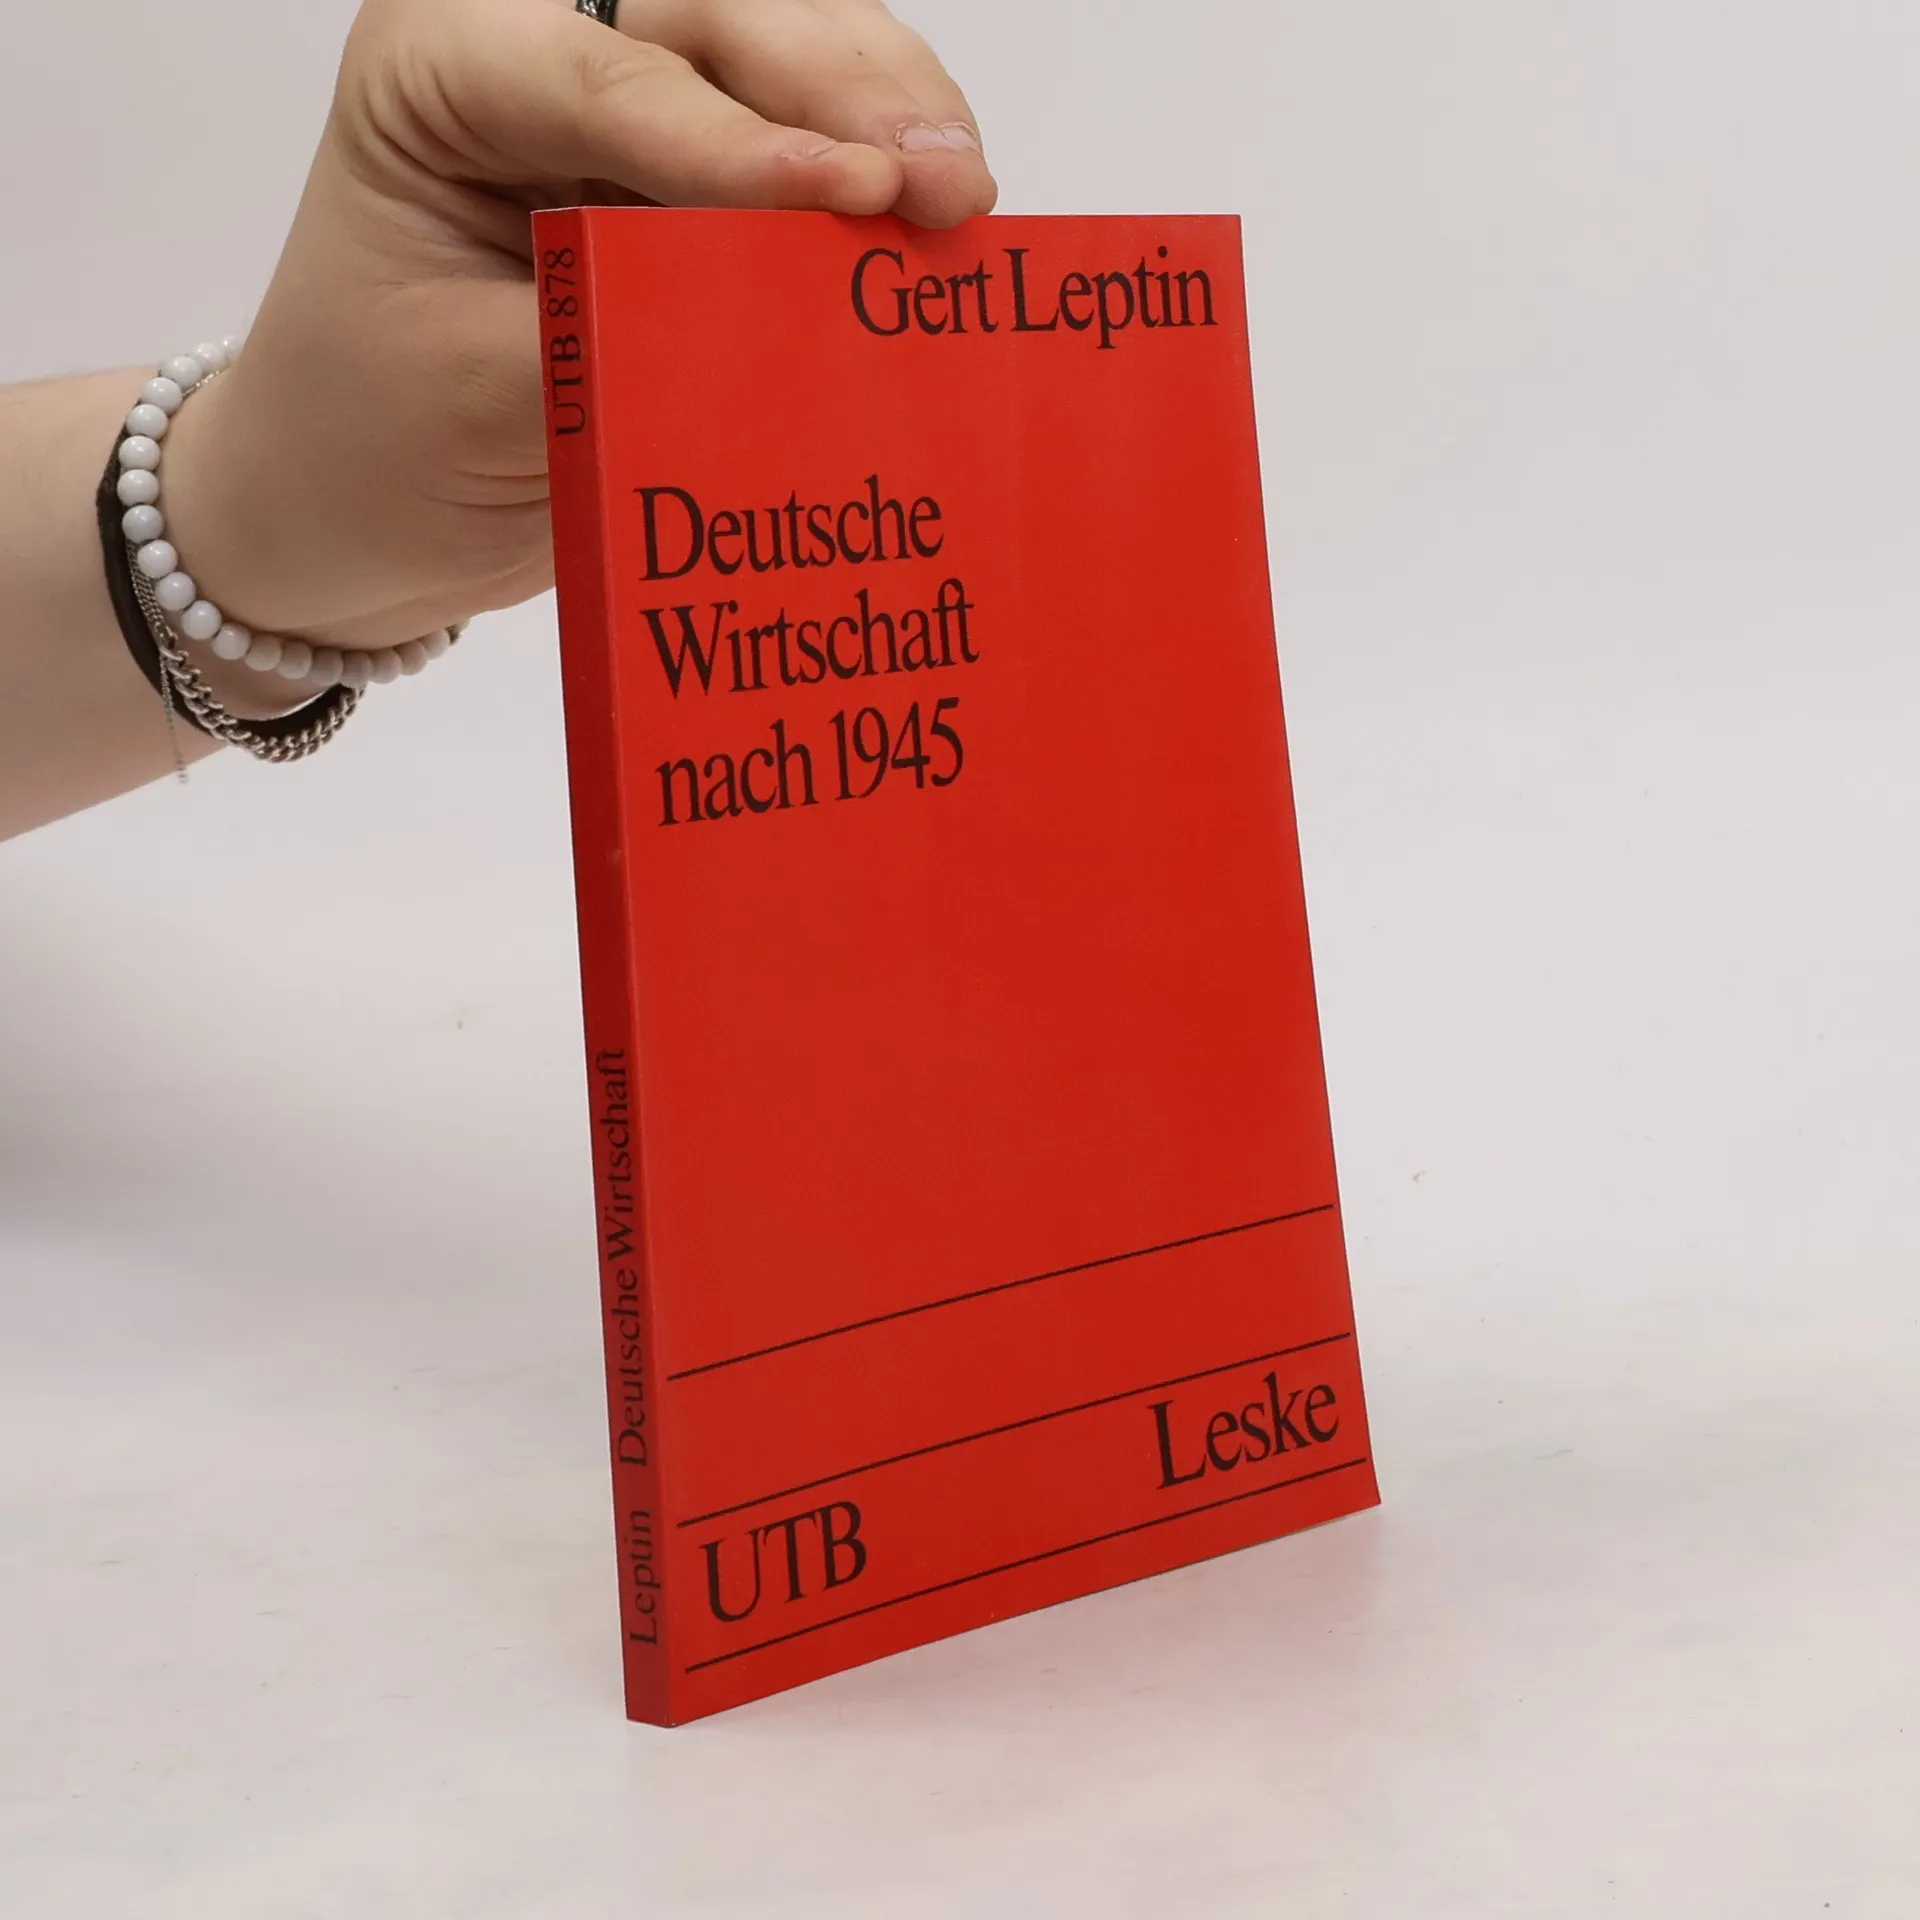 Gert Leptin
Deutsche
Wirtschaft
nach 1945
Leske
UTB
Leptin Deutsche Wirtschaft
UTB 878